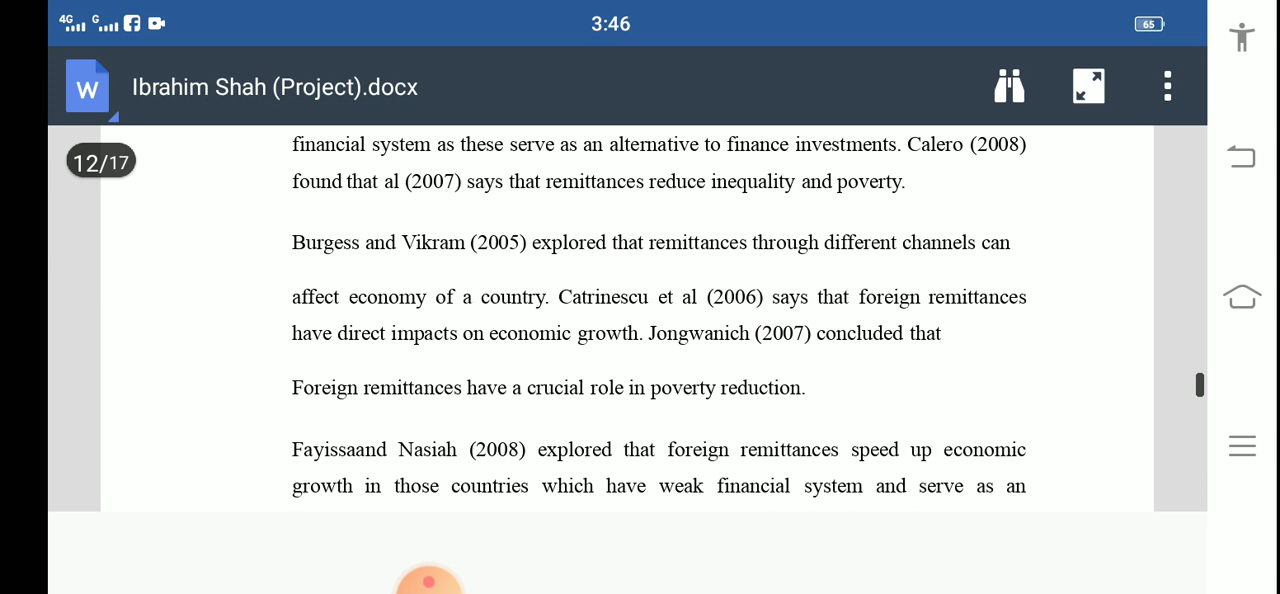 4G G 3:46 65
W Ibrahim Shah (Project).docx
12/17
financial system as these serve as an alternative to finance investments. Calero (2008)
found that al (2007) says that remittances reduce inequality and poverty.
Burgess and Vikram (2005) explored that remittances through different channels can
affect economy of a country. Catrinescu et al (2006) says that foreign remittances
have direct impacts on economic growth. Jongwanich (2007) concluded that
Foreign remittances have a crucial role in poverty reduction.
Fayissaand Nasiah (2008) explored that foreign remittances speed up economic
growth in those countries which have weak financial system and serve as an